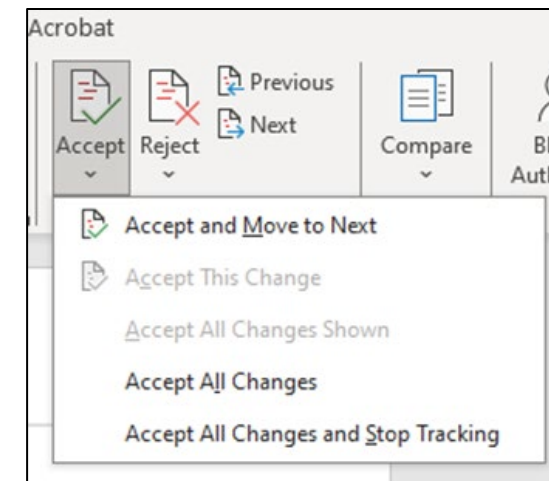 Acrobat
Previous
Next
Accept
Reject
Compare
Accept and Move to Next
Accept This Change
Accept All Changes Shown
Accept All Changes
Accept All Changes and Stop Tracking